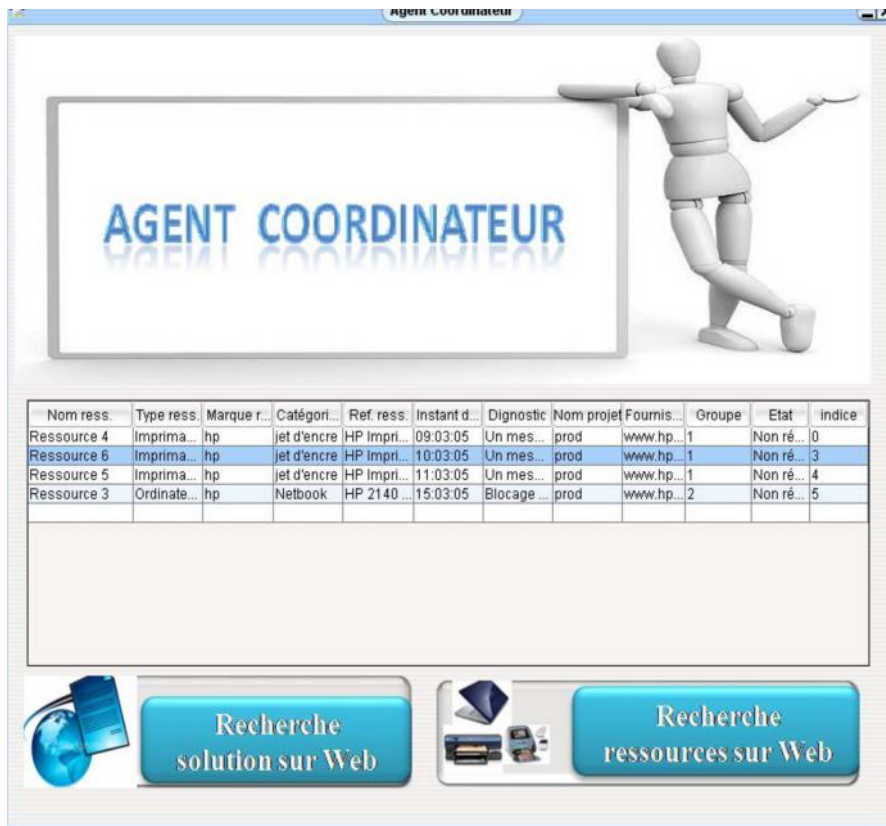 Agent Coordinateur
AGENT COORDINATEUR
Nom ress. Type ress. Marque r... Catégori... Ref. ress. Instant d... Dignostic Nom projet Fournis... Groupe Etat indice
Ressource 4 Imprima... hp jet d'encre HP Impri... 09:03:05 Un mes... prod www.hp... 1 Non ré... 0
Ressource 6 Imprima... hp jet d'encre HP Impri... 10:03:05 Un mes... prod www.hp... 1 Non ré... 3
Ressource 5 Imprima... hp jet d'encre HP Impri... 11:03:05 Un mes... prod www.hp... 1 Non ré... 4
Ressource 3 Ordinate... hp Netbook HP 2140 ... 15:03:05 Blocage ... prod www.hp... 2 Non ré... 5
Recherche
solution sur Web
Recherche
ressources sur Web